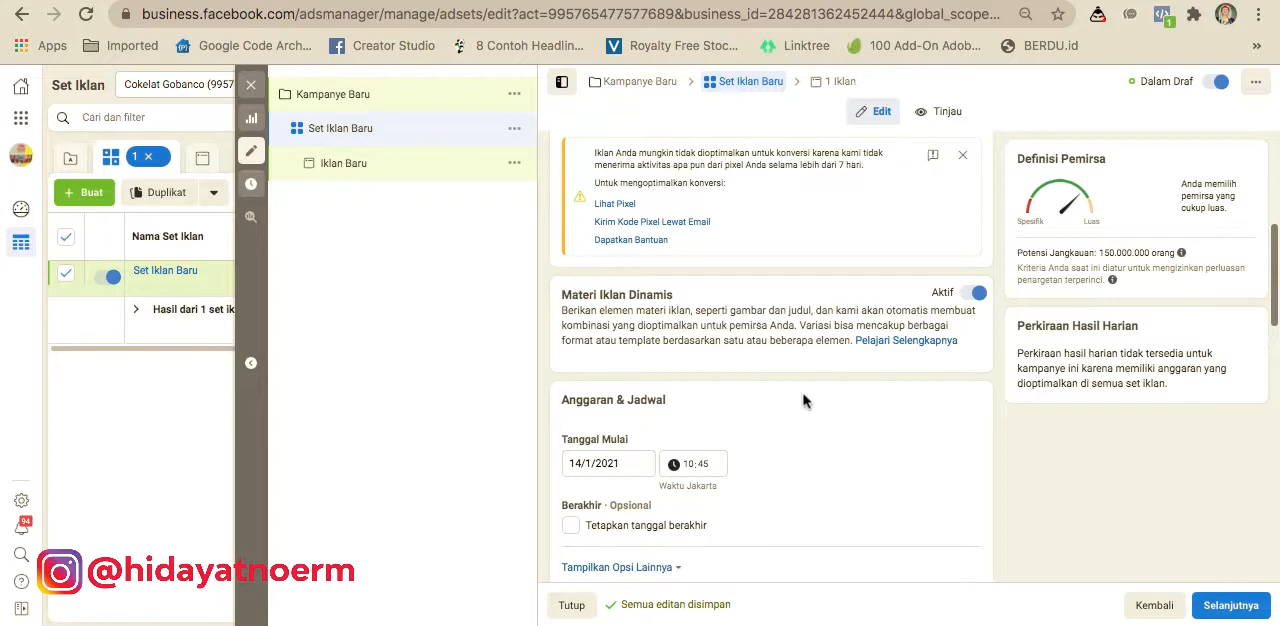 business.facebook.com/adsmanager/manage/adsets/edit?act=995765477577689&business_id=284281362452444&global_scope...
1
Apps
Imported
Google Code Arch...
Creator Studio
8 Contoh Headlin...
Royalty Free Stoc...
Linktree
100 Add-On Adob...
BERDU.id
»
Set Iklan
Cokelat Gobanco (9957
Cari dan filter
1 ×
+ Buat
Duplikat
Nama Set Iklan
Set Iklan Baru
Hasil dari 1 set ik
94
Kampanye Baru
Set Iklan Baru
Iklan Baru
Kampanye Baru
Set Iklan Baru
1 Iklan
Dalam Draf
Edit
Tinjau
Iklan Anda mungkin tidak dioptimalkan untuk konversi karena kami tidak
menerima aktivitas apa pun dari pixel Anda selama lebih dari 7 hari.
Untuk mengoptimalkan konversi:
Lihat Pixel
Kirim Kode Pixel Lewat Email
Dapatkan Bantuan
Materi Iklan Dinamis
Aktif
Berikan elemen materi iklan, seperti gambar dan judul, dan kami akan otomatis membuat
kombinasi yang dioptimalkan untuk pemirsa Anda. Variasi bisa mencakup berbagai
format atau template berdasarkan satu atau beberapa elemen. Pelajari Selengkapnya
Anggaran & Jadwal
Tanggal Mulai
14/1/2021
10:45
Waktu Jakarta
Berakhir · Opsional
Tetapkan tanggal berakhir
Tampilkan Opsi Lainnya
Tutup
Semua editan disimpan
Kembali
Selanjutnya
Definisi Pemirsa
Spesifik
Luas
Anda memilih
pemirsa yang
cukup luas.
Potensi Jangkauan: 150.000.000 orang
Kriteria Anda saat ini diatur untuk mengizinkan perluasan
penargetan terperinci.
Perkiraan Hasil Harian
Perkiraan hasil harian tidak tersedia untuk
kampanye ini karena memiliki anggaran yang
dioptimalkan di semua set iklan.
@hidayatnoerm